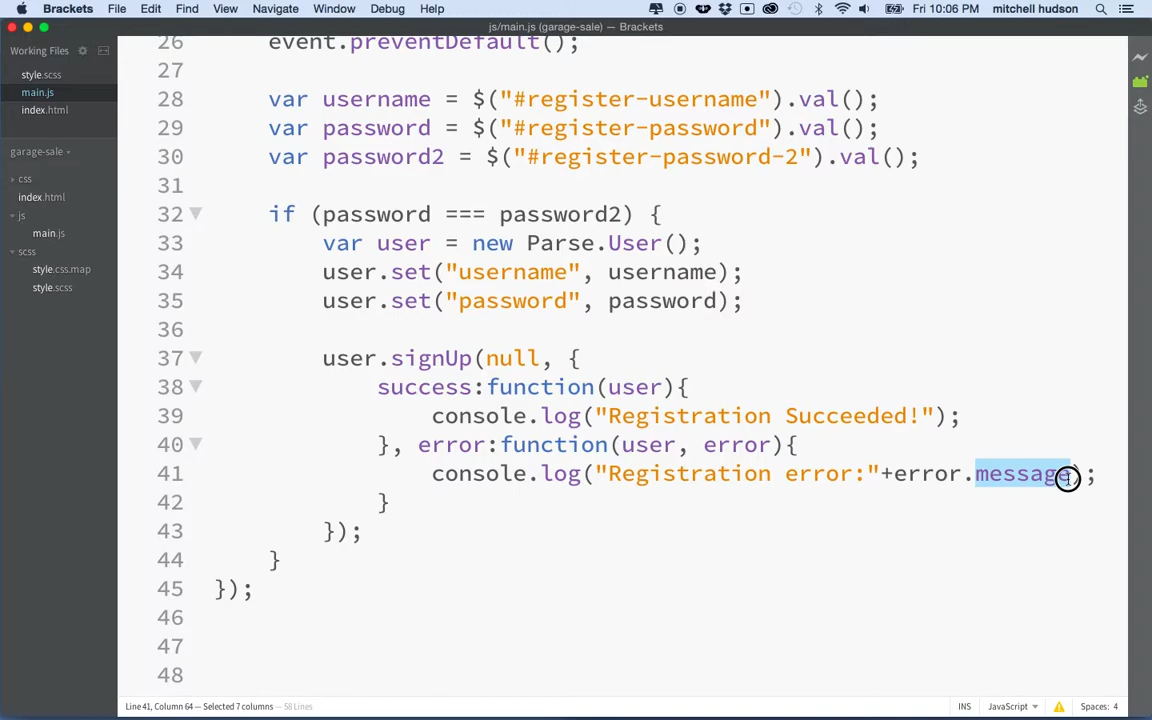 Brackets File Edit Find View Navigate Window Debug Help Fri 10:06 PM mitchell hudson
js/main.js (garage-sale) — Brackets
Working Files
style.scss
main.js
index.html
garage-sale
css
index.html
js
main.js
scss
style.css.map
style.scss
26 event.preventDefault();
27
28 var username = $("#register-username").val();
29 var password = $("#register-password").val();
30 var password2 = $("#register-password-2").val();
31
32 if (password === password2) {
33 var user = new Parse.User();
34 user.set("username", username);
35 user.set("password", password);
36
37 user.signUp(null, {
38 success:function(user){
39 console.log("Registration Succeeded!");
40 }, error:function(user, error){
41 console.log("Registration error:"+error.message);
42 }
43 });
44 }
45 });
46
47
48
Line 41, Column 64 — Selected 7 columns — 58 Lines INS JavaScript Spaces: 4